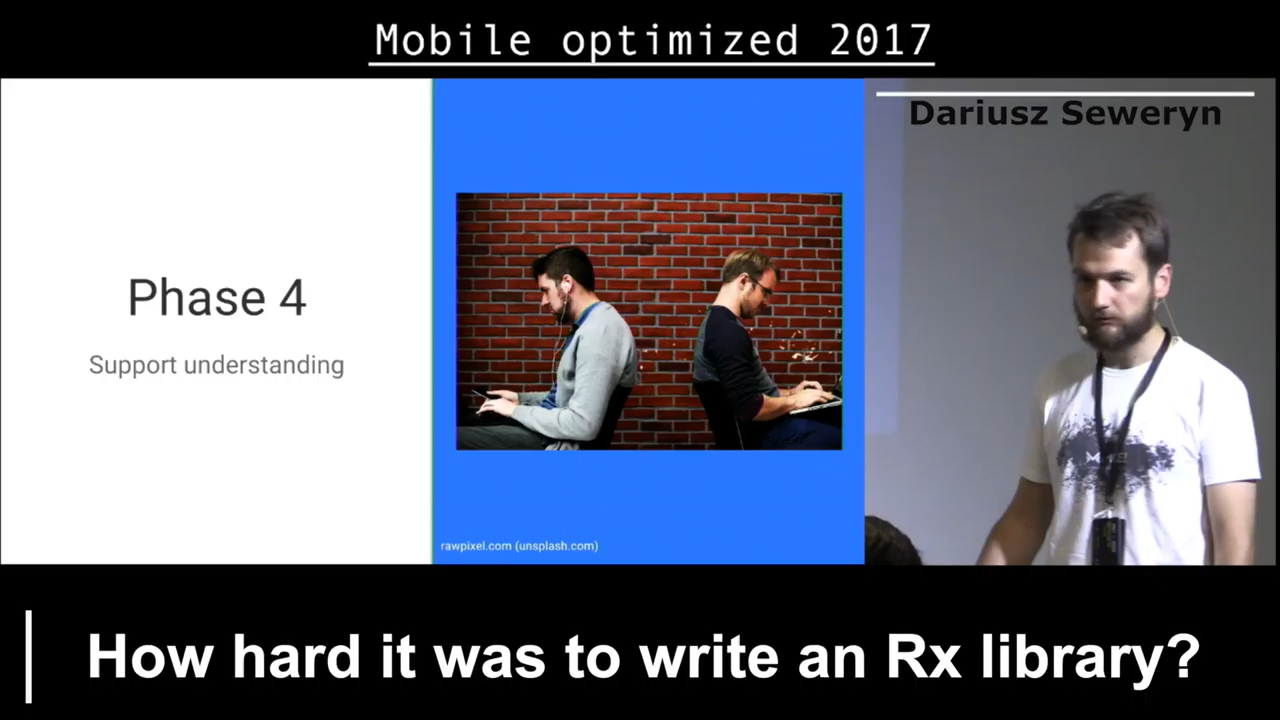 Mobile optimized 2017
Phase 4
Support understanding
rawpixel.com (unsplash.com)
Dariusz Seweryn
How hard it was to write an Rx library?